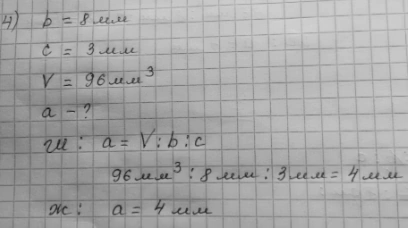 4) b = 8 мм
c = 3 мм
V = 96 мм³
a - ?
ш: a = V : b : c
96 мм³ : 8 мм : 3 мм = 4 мм
ж: a = 4 мм